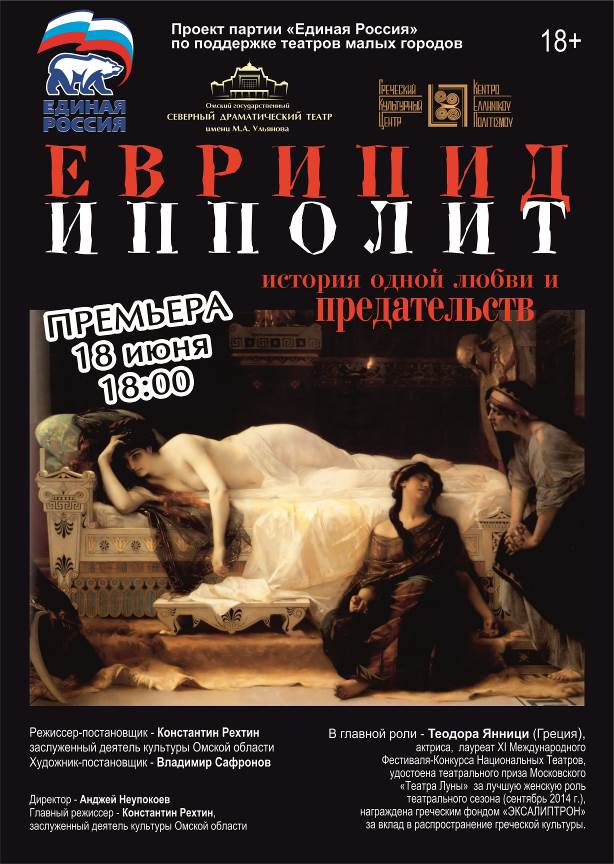 Проект партии «Единая Россия»
по поддержке театров малых городов
18+
ЕДИНАЯ
РОССИЯ
Омский государственный
СЕВЕРНЫЙ ДРАМАТИЧЕСКИЙ ТЕАТР
имени М.А. Ульянова
ГРЕЧЕСКИЙ
КУЛЬТУРНЫЙ
ЦЕНТР
ΚΕΝΤΡΟ
ΕΛΛΗΝΙΚΟΥ
ΠΟΛΙΤΙΣΜΟΥ
ЕВРИПИД
ИППОЛИТ
история одной любви и
предательств
ПРЕМЬЕРА
18 июня
18:00
Режиссер-постановщик - Константин Рехтин
заслуженный деятель культуры Омской области
Художник-постановщик - Владимир Сафронов
Директор - Анджей Неупокоев
Главный режиссер - Константин Рехтин,
заслуженный деятель культуры Омской области
В главной роли - Теодора Янници (Греция),
актриса, лауреат XI Международного
Фестиваля-Конкурса Национальных Театров,
удостоена театрального приза Московского
«Театра Луны» за лучшую женскую роль
театрального сезона (сентябрь 2014 г.),
награждена греческим фондом «ЭКСАЛИПТРОН»
за вклад в распространение греческой культуры.